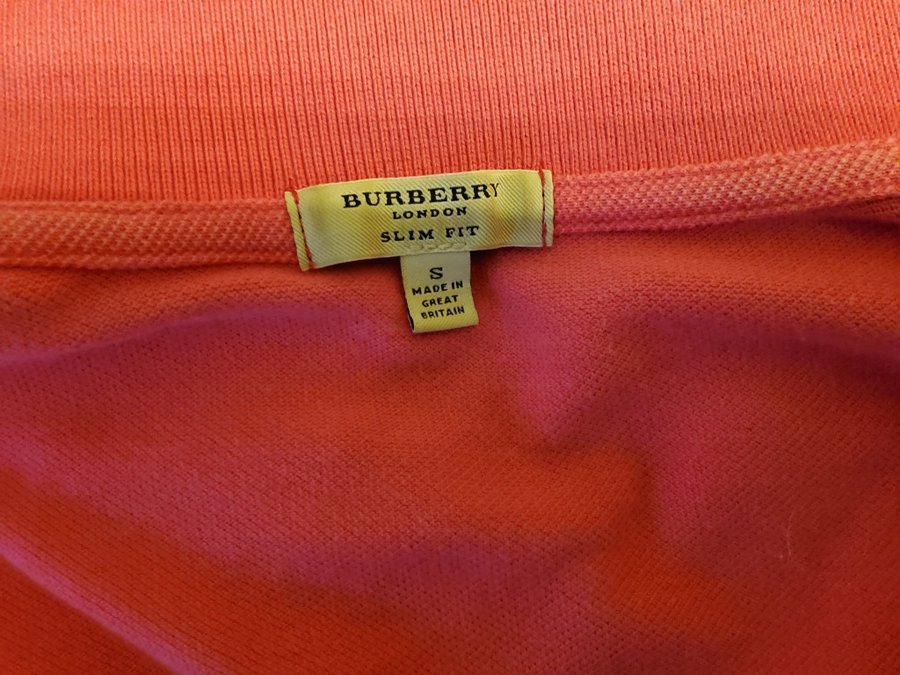 BURBERRY
LONDON
SLIM FIT
S
MADE IN
GREAT
BRITAIN